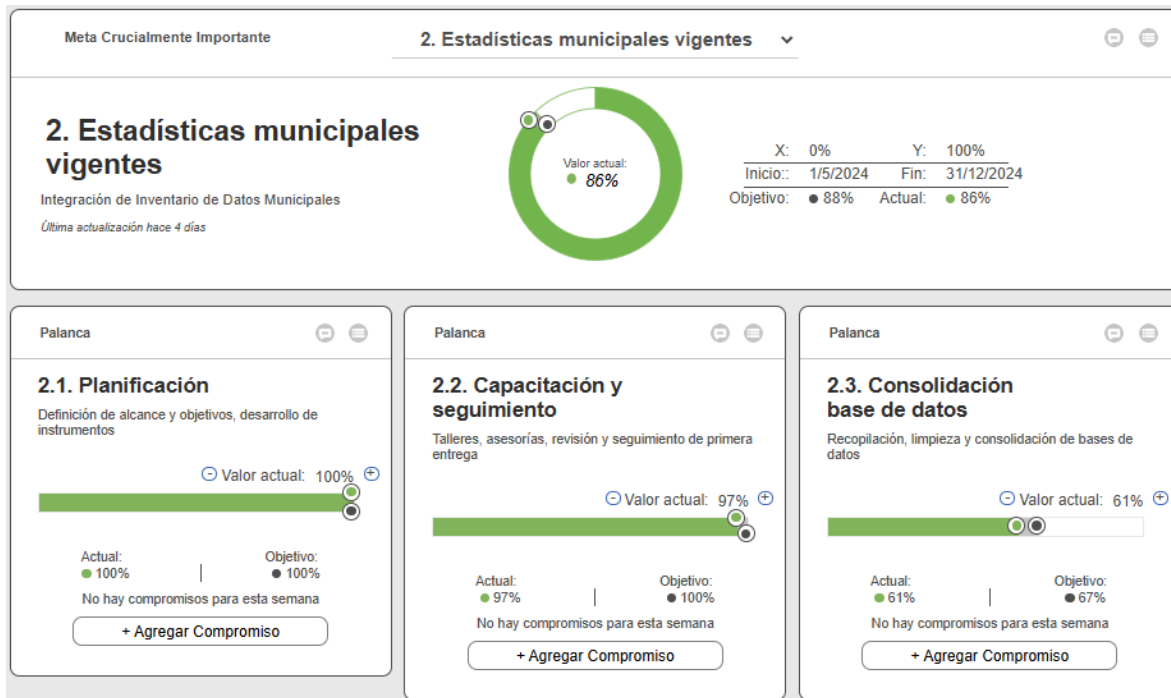 Meta Crucialmente Importante
2. Estadísticas municipales vigentes
2. Estadísticas municipales
vigentes
Integración de Inventario de Datos Municipales
Última actualización hace 4 días
Valor actual:
86%
X: 0% Y: 100%
Inicio:: 1/5/2024 Fin: 31/12/2024
Objetivo: 88% Actual: 86%
Palanca
2.1. Planificación
Definición de alcance y objetivos, desarrollo de
instrumentos
Valor actual: 100%
Actual: Objetivo:
100% 100%
No hay compromisos para esta semana
+ Agregar Compromiso
Palanca
2.2. Capacitación y
seguimiento
Talleres, asesorías, revisión y seguimiento de primera
entrega
Valor actual: 97%
Actual: Objetivo:
97% 100%
No hay compromisos para esta semana
+ Agregar Compromiso
Palanca
2.3. Consolidación
base de datos
Recopilación, limpieza y consolidación de bases de
datos
Valor actual: 61%
Actual: Objetivo:
61% 67%
No hay compromisos para esta semana
+ Agregar Compromiso